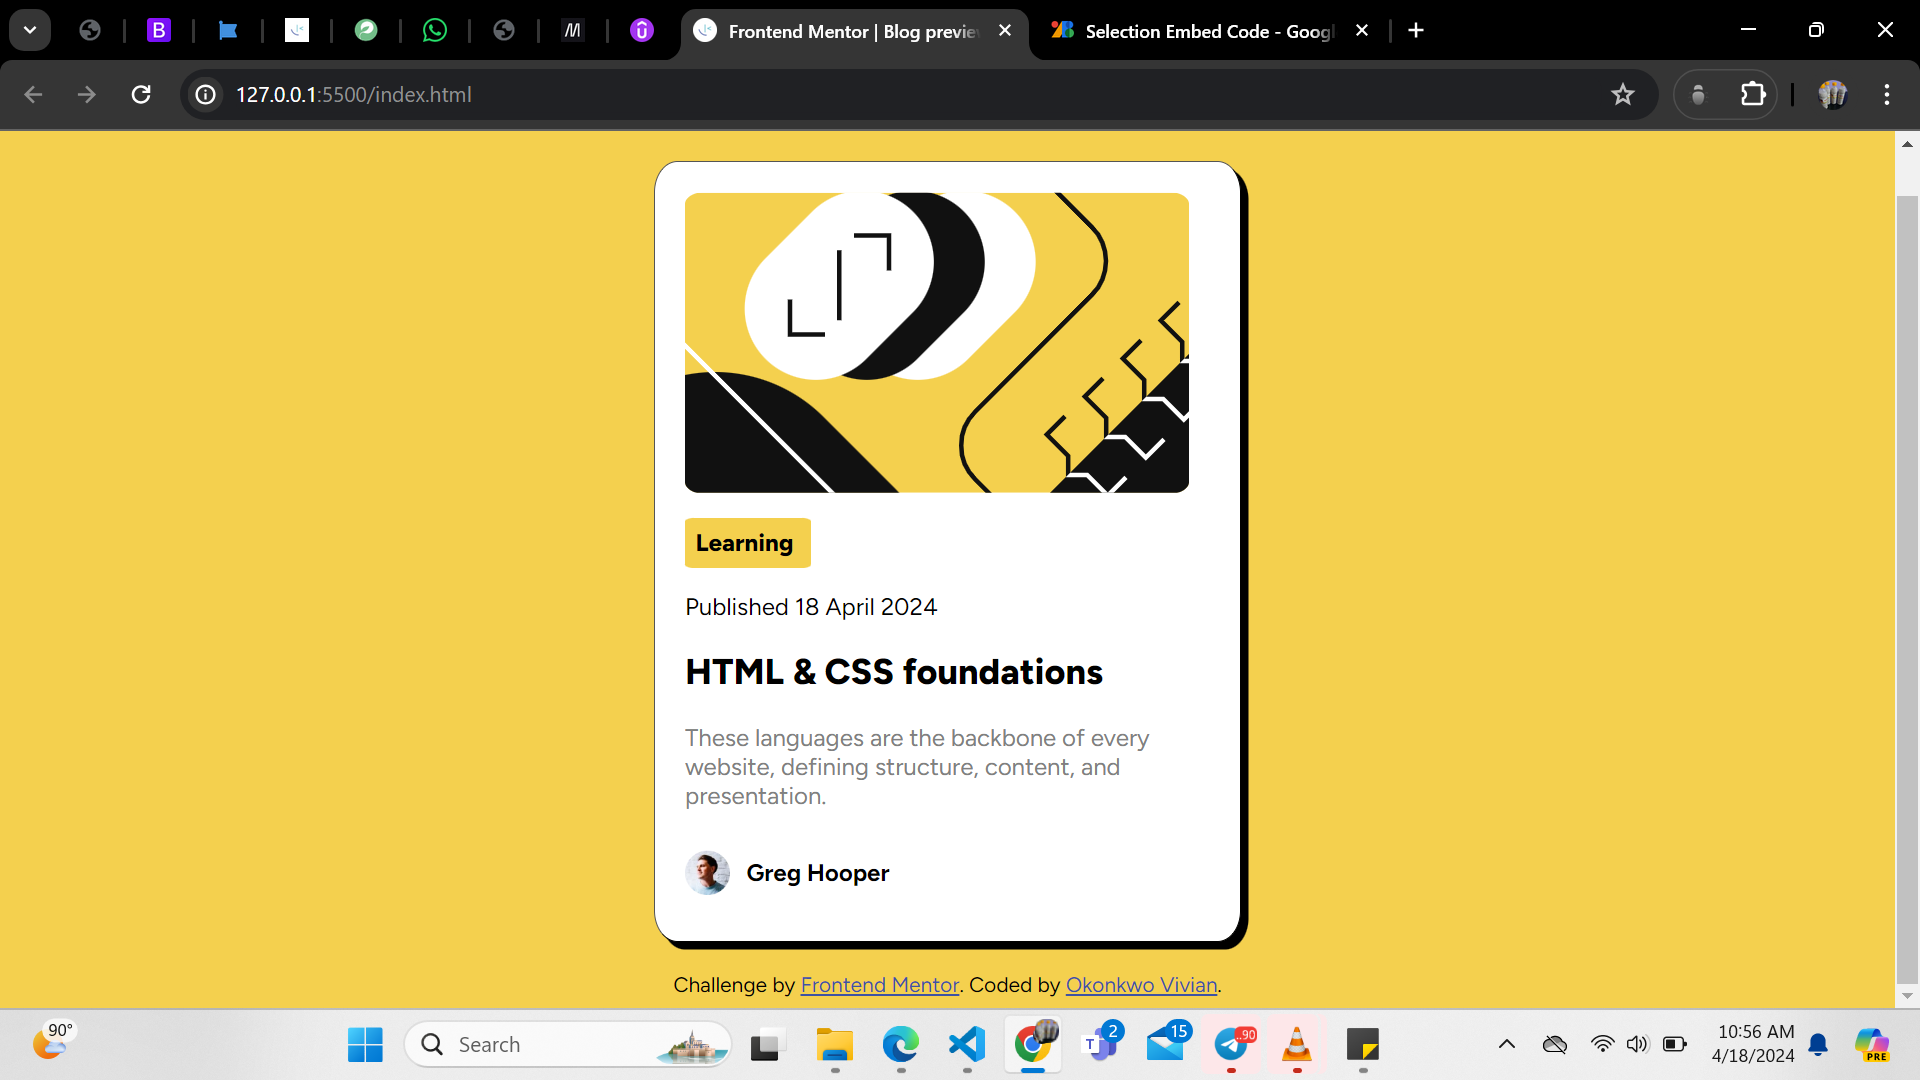 Frontend Mentor | Blog previe
Selection Embed Code - Googl
127.0.0.1:5500/index.html
Learning
Published 18 April 2024
HTML & CSS foundations
These languages are the backbone of every
website, defining structure, content, and
presentation.
Greg Hooper
Challenge by Frontend Mentor. Coded by Okonkwo Vivian.
90°
Search
2
15
..90
10:56 AM
4/18/2024
PRE